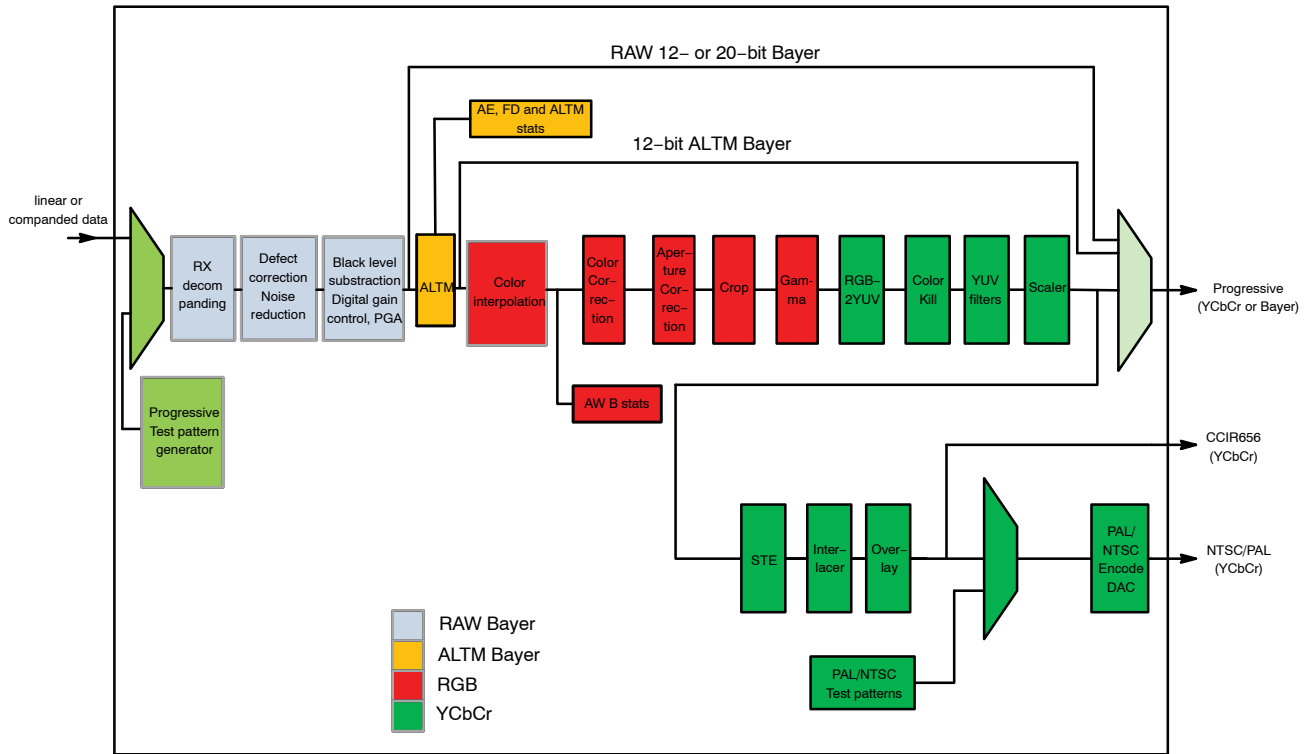 RAW 12− or 20−bit Bayer
AE, FD and ALTM
stats
12−bit ALTM Bayer
linear or
companded data
RX
decom
panding
Defect
correction
Noise
reduction
Black level
substraction
Digital gain
control, PGA
ALTM
Color
interpolation
Color
Cor−
rection
Aper−
ture
Cor−
rection
Crop
Gam−
ma
RGB−
2YUV
Color
Kill
YUV
filters
Scaler
Progressive
(YCbCr or Bayer)
Progressive
Test pattern
generator
AW B stats
CCIR656
(YCbCr)
STE
Inter−
lacer
Over−
lay
PAL/
NTSC
Encode
DAC
NTSC/PAL
(YCbCr)
PAL/NTSC
Test patterns
RAW Bayer
ALTM Bayer
RGB
YCbCr